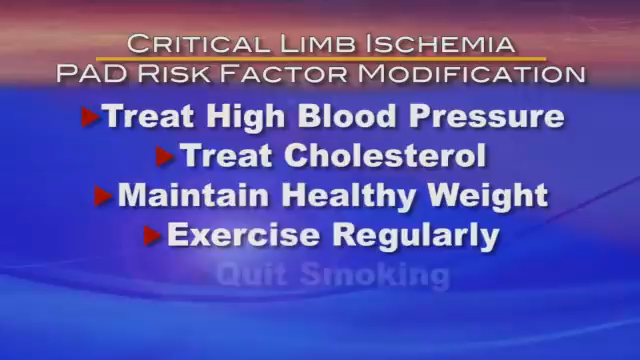 CRITICAL LIMB ISCHEMIA
PAD RISK FACTOR MODIFICATION
Treat High Blood Pressure
Treat Cholesterol
Maintain Healthy Weight
Exercise Regularly
Quit Smoking